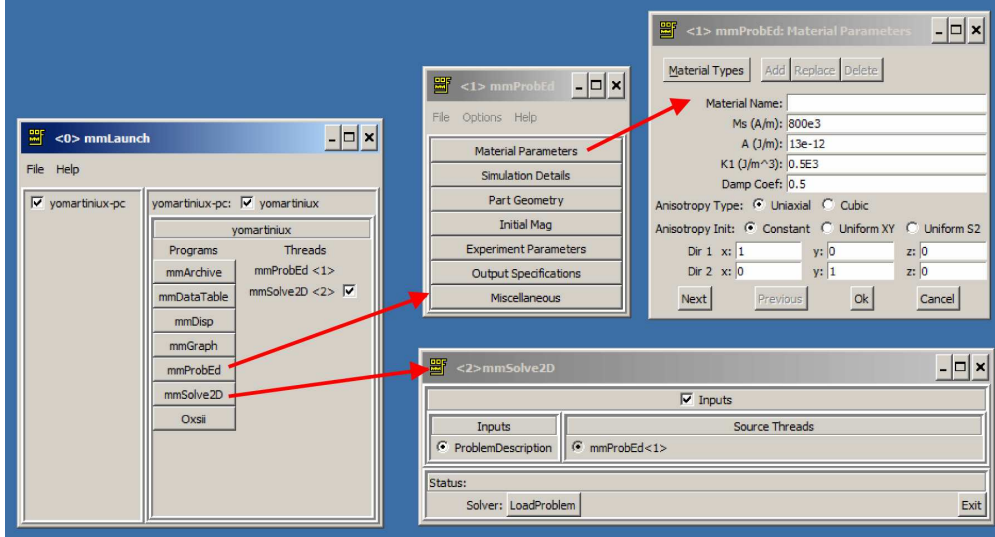 <0> mmLaunch
File Help
yomartiniux-pc
yomartiniux-pc: yomartiniux
yomartiniux
Programs Threads
mmArchive mmProbEd <1>
mmDataTable mmSolve2D <2>
mmDisp
mmGraph
mmProbEd
mmSolve2D
Oxsii
<1> mmProbEd
File Options Help
Material Parameters
Simulation Details
Part Geometry
Initial Mag
Experiment Parameters
Output Specifications
Miscellaneous
<1> mmProbEd: Material Parameters
Material Types Add Replace Delete
Material Name:
Ms (A/m): 800e3
A (J/m): 13e-12
K1 (J/m^3): 0.5E3
Damp Coef: 0.5
Anisotropy Type: Uniaxial Cubic
Anisotropy Init: Constant Uniform XY Uniform S2
Dir 1 x: 1 y: 0 z: 0
Dir 2 x: 0 y: 1 z: 0
Next Previous Ok Cancel
<2>mmSolve2D
Inputs
Inputs Source Threads
ProblemDescription mmProbEd<1>
Status:
Solver: LoadProblem Exit